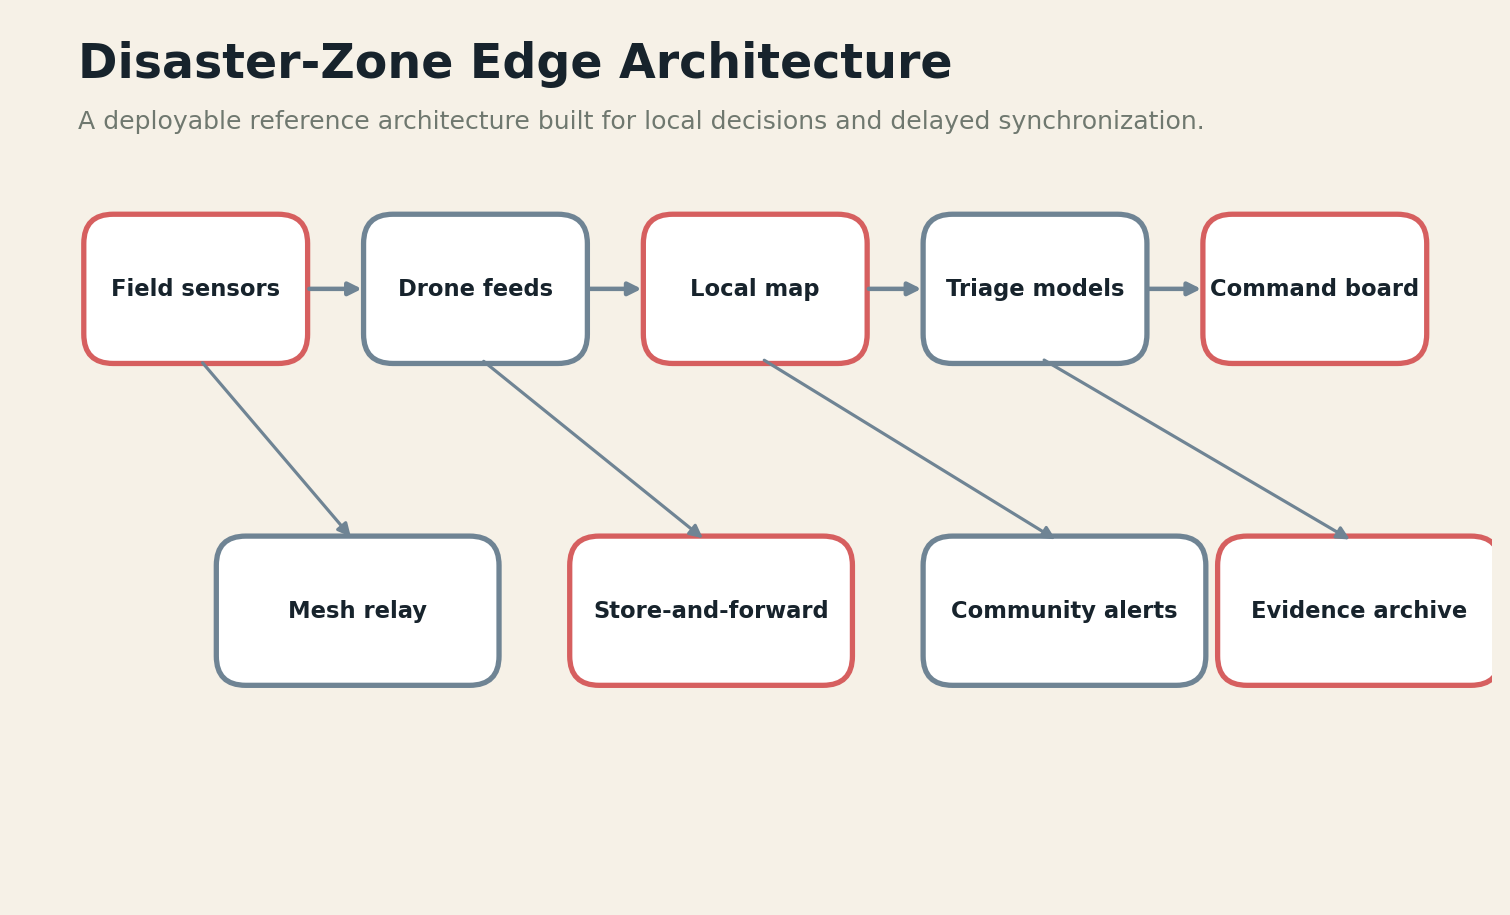 Disaster-Zone Edge Architecture
A deployable reference architecture built for local decisions and delayed synchronization.
Field sensors
Drone feeds
Local map
Triage models
Command board
Mesh relay
Store-and-forward
Community alerts
Evidence archive